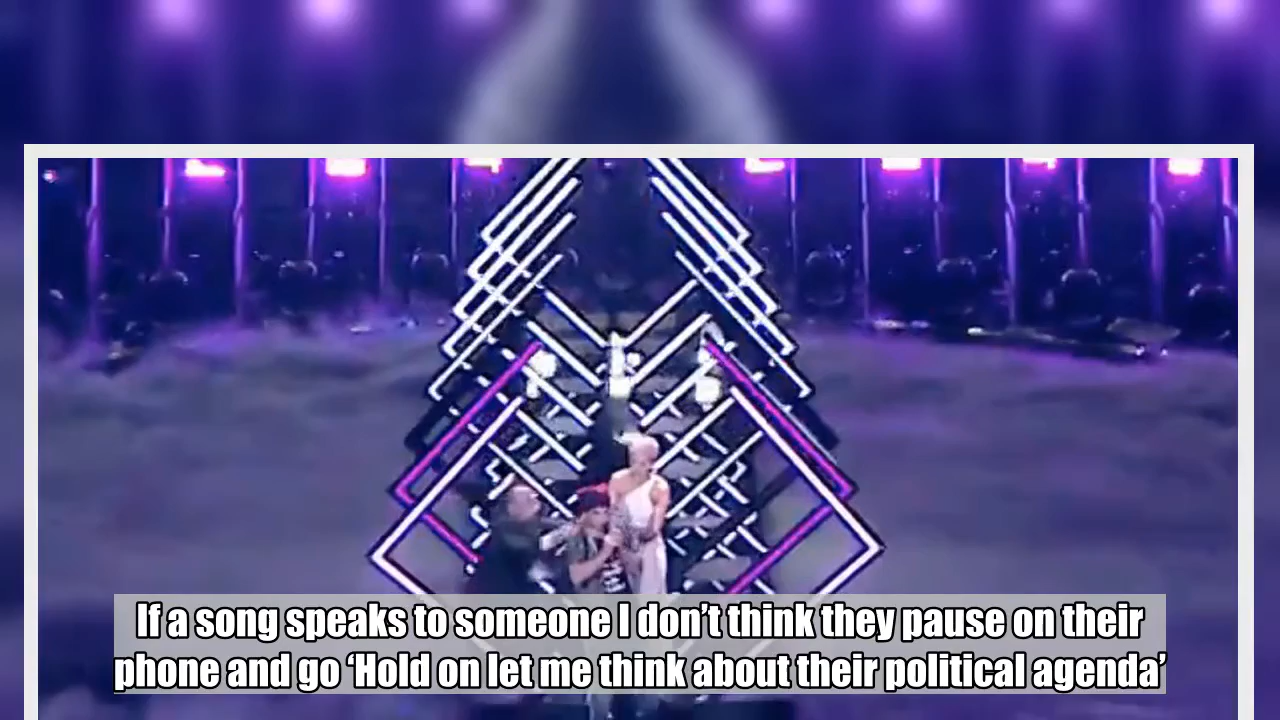 If a song speaks to someone I don’t think they pause on their
phone and go ‘Hold on let me think about their political agenda’